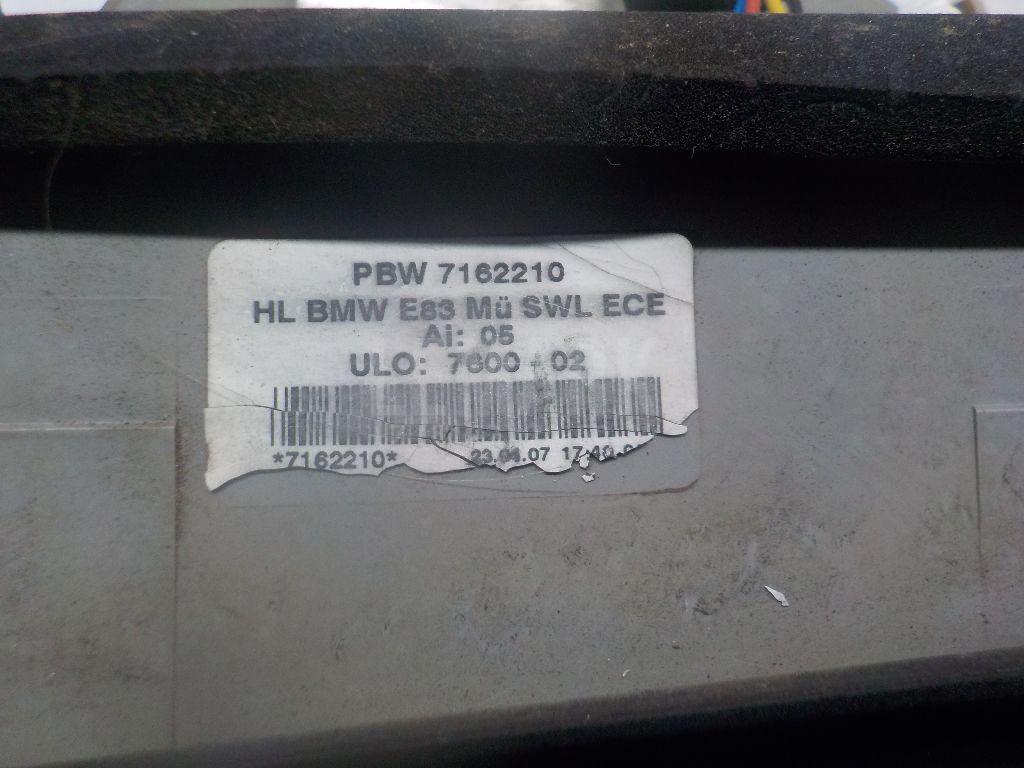 PBW 7162210
HL BMW E83 Mü SWL ECE
Ai: 05
ULO: 7600 - 02
*7162210*